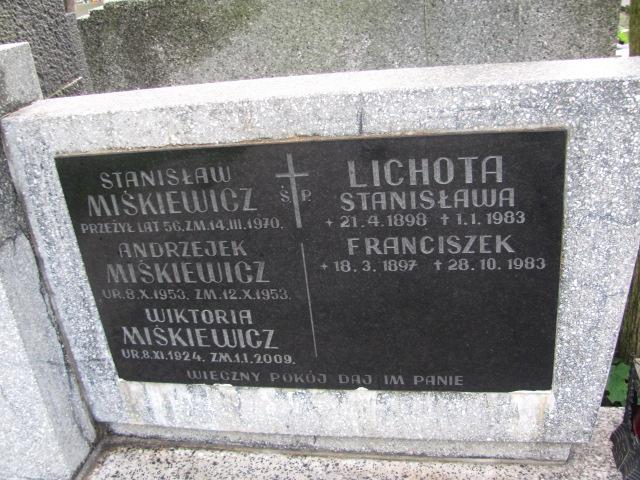 STANISŁAW
MIŚKIEWICZ
PRZEŻYŁ LAT 56. ZM. 14.III.1970.
ANDRZEJEK
MIŚKIEWICZ
UR. 8.X.1953. ZM. 12.X.1953.
WIKTORIA
MIŚKIEWICZ
UR. 8.XI.1924. ZM. 1.I.2009.
Ś. P.
LICHOTA
STANISŁAWA
+ 21. 4. 1898 † 1. 1. 1983
FRANCISZEK
+ 18. 3. 1897 † 28. 10. 1983
WIECZNY POKÓJ DAJ IM PANIE